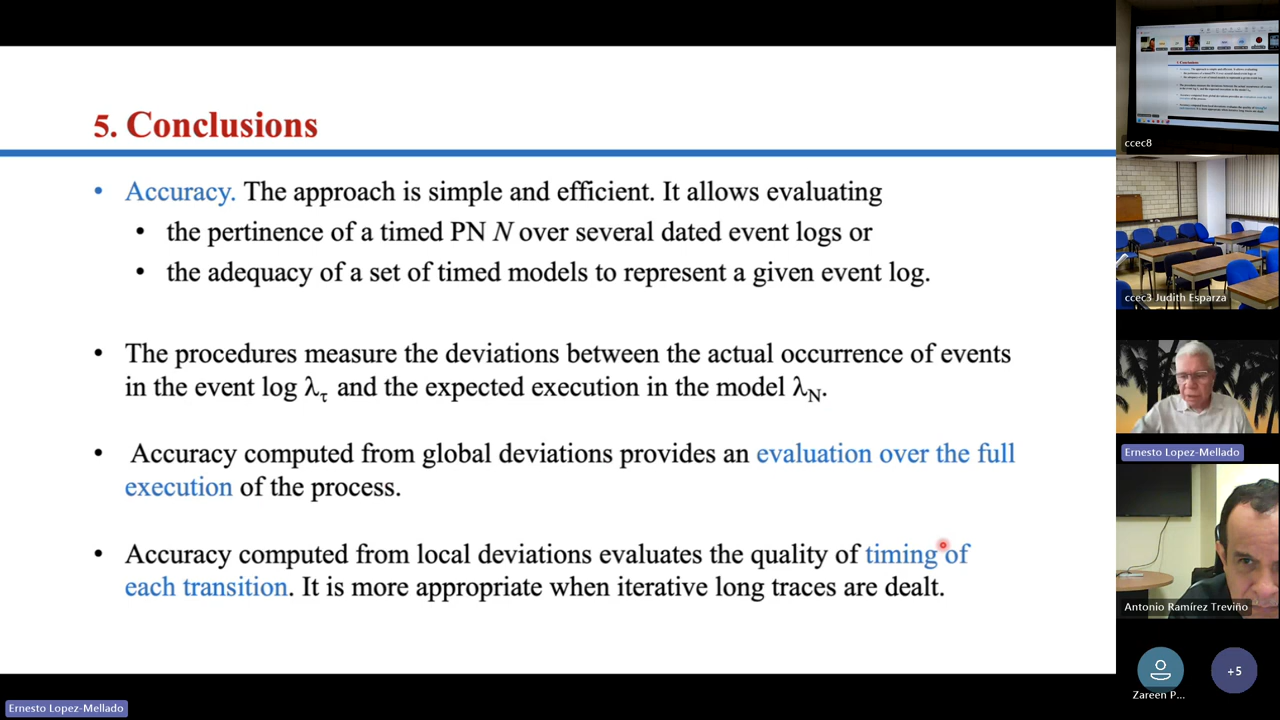 5. Conclusions
• Accuracy. The approach is simple and efficient. It allows evaluating
• the pertinence of a timed PN N over several dated event logs or
• the adequacy of a set of timed models to represent a given event log.
• The procedures measure the deviations between the actual occurrence of events
in the event log λτ and the expected execution in the model λN.
• Accuracy computed from global deviations provides an evaluation over the full
execution of the process.
• Accuracy computed from local deviations evaluates the quality of timing of
each transition. It is more appropriate when iterative long traces are dealt.
Ernesto Lopez-Mellado
ccec8
ccec3 Judith Esparza
Ernesto Lopez-Mellado
Antonio Ramírez Treviño
Zareen P...
+5